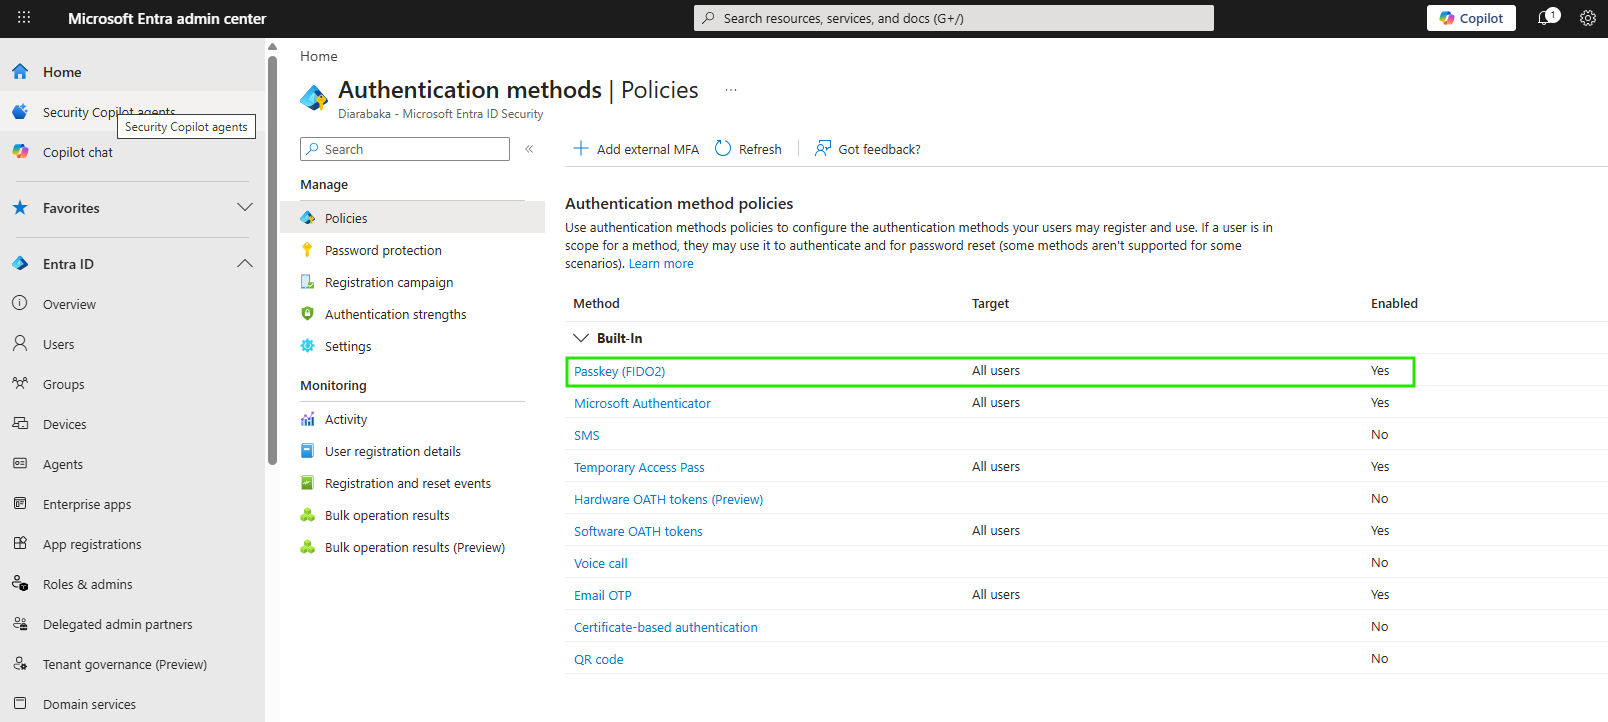 Microsoft Entra admin center
Search resources, services, and docs (G+/)
Copilot
1
Home
Security Copilot agents
Security Copilot agents
Copilot chat
Favorites
Entra ID
Overview
Users
Groups
Devices
Agents
Enterprise apps
App registrations
Roles & admins
Delegated admin partners
Tenant governance (Preview)
Domain services
Home
Authentication methods | Policies
...
Diarabaka - Microsoft Entra ID Security
Search
«
Manage
Policies
Password protection
Registration campaign
Authentication strengths
Settings
Monitoring
Activity
User registration details
Registration and reset events
Bulk operation results
Bulk operation results (Preview)
Add external MFA
Refresh
Got feedback?
Authentication method policies
Use authentication methods policies to configure the authentication methods your users may register and use. If a user is in
scope for a method, they may use it to authenticate and for password reset (some methods aren't supported for some
scenarios). Learn more
Method Target Enabled
Built-In
Passkey (FIDO2) All users Yes
Microsoft Authenticator All users Yes
SMS No
Temporary Access Pass All users Yes
Hardware OATH tokens (Preview) No
Software OATH tokens All users Yes
Voice call No
Email OTP All users Yes
Certificate-based authentication No
QR code No